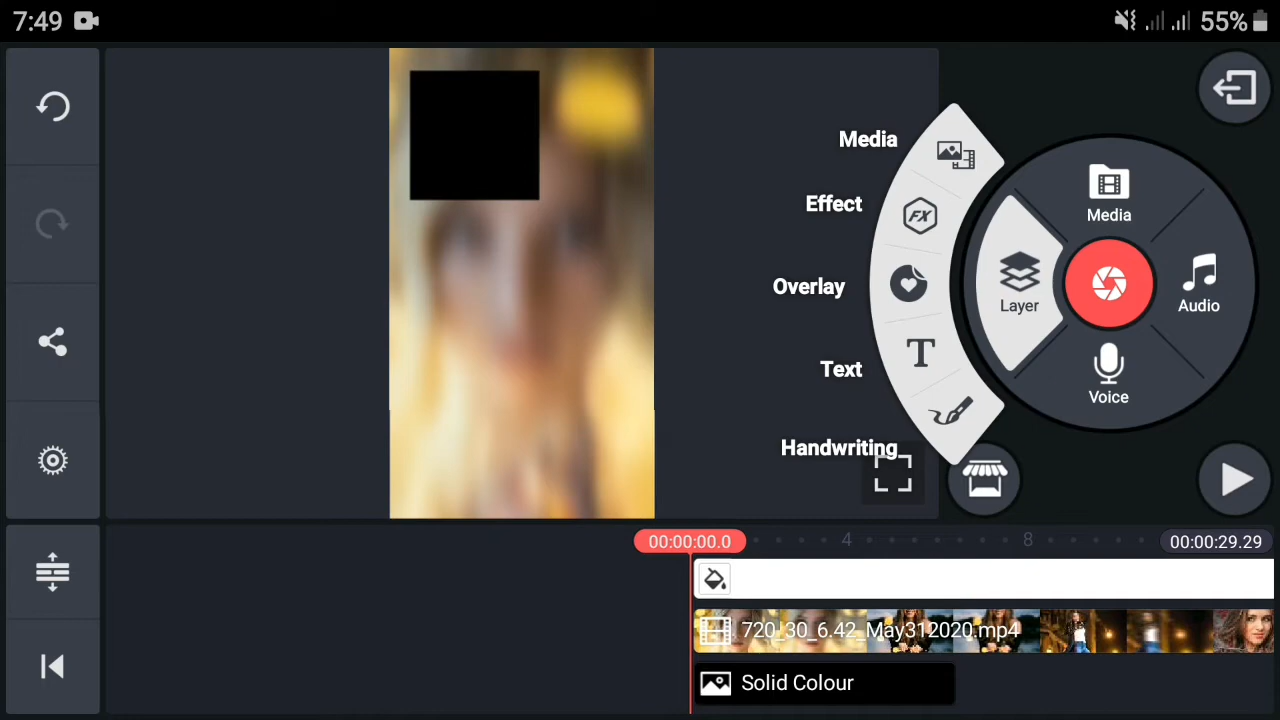 7:49
55%
Media
Effect
Overlay
Text
Handwriting
FX
T
Media
Layer
Audio
Voice
00:00:00.0
4
8
00:00:29.29
720_30_6.42_May312020.mp4
Solid Colour